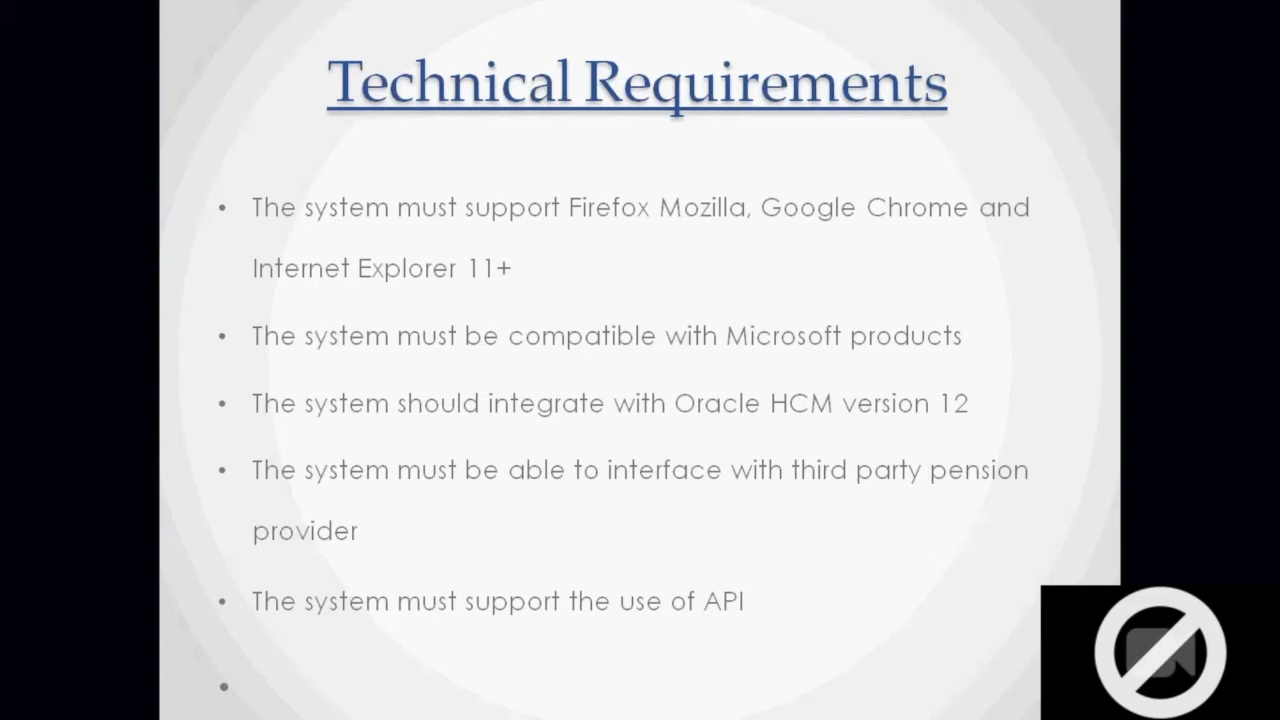 Technical Requirements
• The system must support Firefox Mozilla, Google Chrome and
Internet Explorer 11+
• The system must be compatible with Microsoft products
• The system should integrate with Oracle HCM version 12
• The system must be able to interface with third party pension
provider
• The system must support the use of API
•